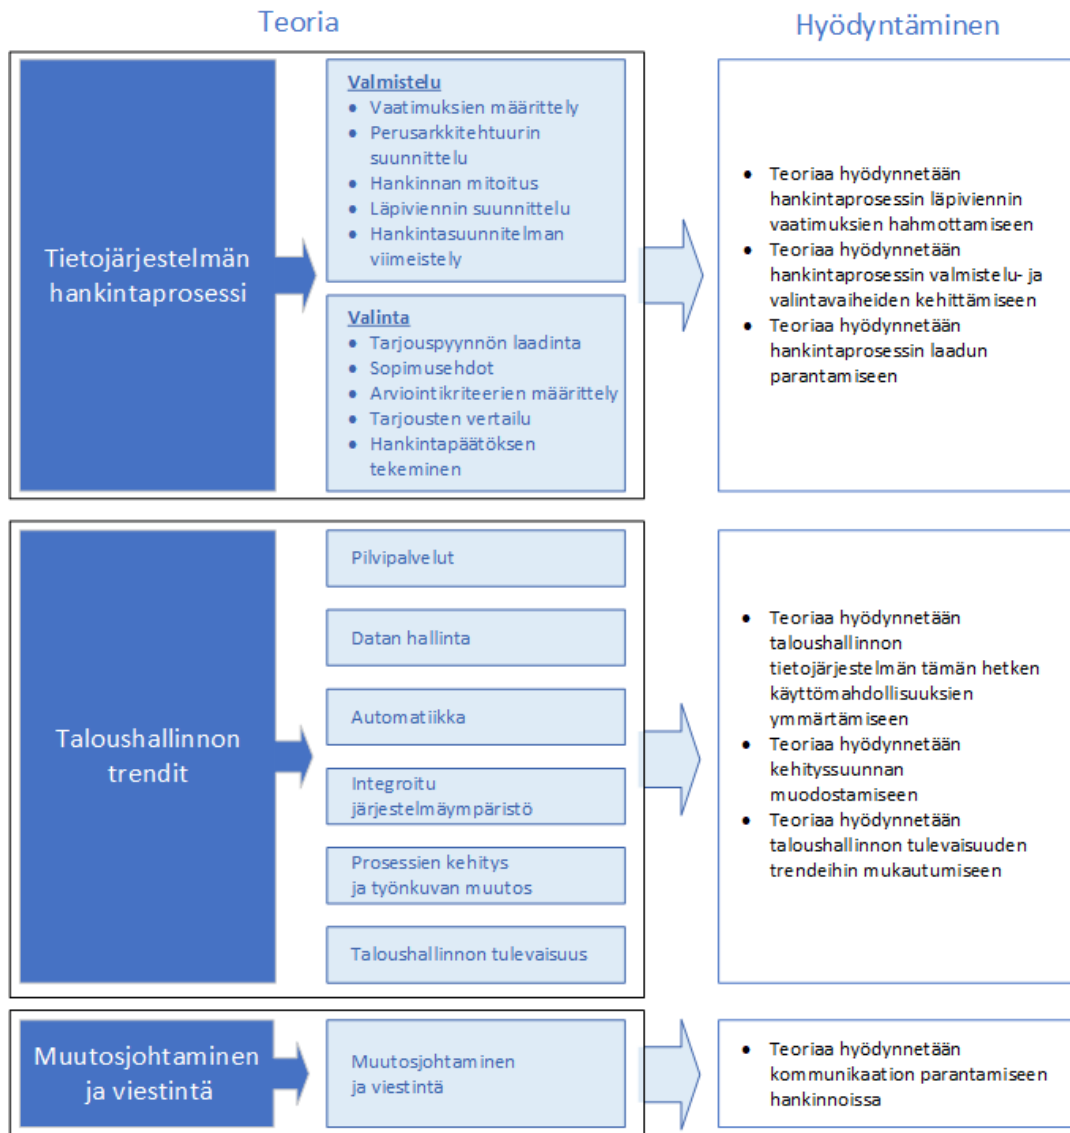 Teoria
Hyödyntäminen
Tietojärjestelmän
hankintaprosessi
Valmistelu
• Vaatimuksien määrittely
• Perusarkkitehtuurin
suunnittelu
• Hankinnan mitoitus
• Läpiviennin suunnittelu
• Hankintasuunnitelman
viimeistely
Valinta
• Tarjouspyynnön laadinta
• Sopimusehdot
• Arviointikriteerien määrittely
• Tarjousten vertailu
• Hankintapäätöksen
tekeminen
• Teoriaa hyödynnetään
hankintaprosessin läpiviennin
vaatimuksien hahmottamiseen
• Teoriaa hyödynnetään
hankintaprosessin valmistelu- ja
valintavaiheiden kehittämiseen
• Teoriaa hyödynnetään
hankintaprosessin laadun
parantamiseen
Taloushallinnon
trendit
Pilvipalvelut
Datan hallinta
Automatiikka
Integroitu
järjestelmäympäristö
Prosessien kehitys
ja työnkuvan muutos
Taloushallinnon tulevaisuus
• Teoriaa hyödynnetään
taloushallinnon
tietojärjestelmän tämän hetken
käyttömahdollisuuksien
ymmärtämiseen
• Teoriaa hyödynnetään
kehityssuunnan
muodostamiseen
• Teoriaa hyödynnetään
taloushallinnon tulevaisuuden
trendeihin mukautumiseen
Muutosjohtaminen
ja viestintä
Muutosjohtaminen
ja viestintä
• Teoriaa hyödynnetään
kommunikaation parantamiseen
hankinnoissa